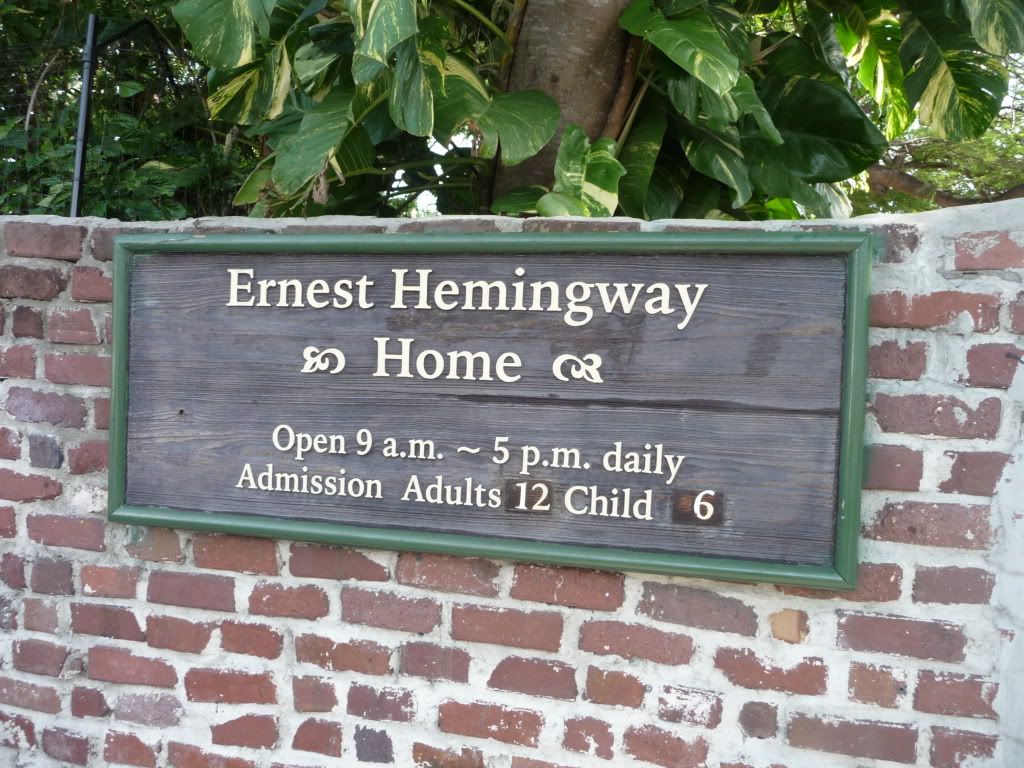 Ernest Hemingway
Home
Open 9 a.m. ~ 5 p.m. daily
Admission Adults 12 Child 6